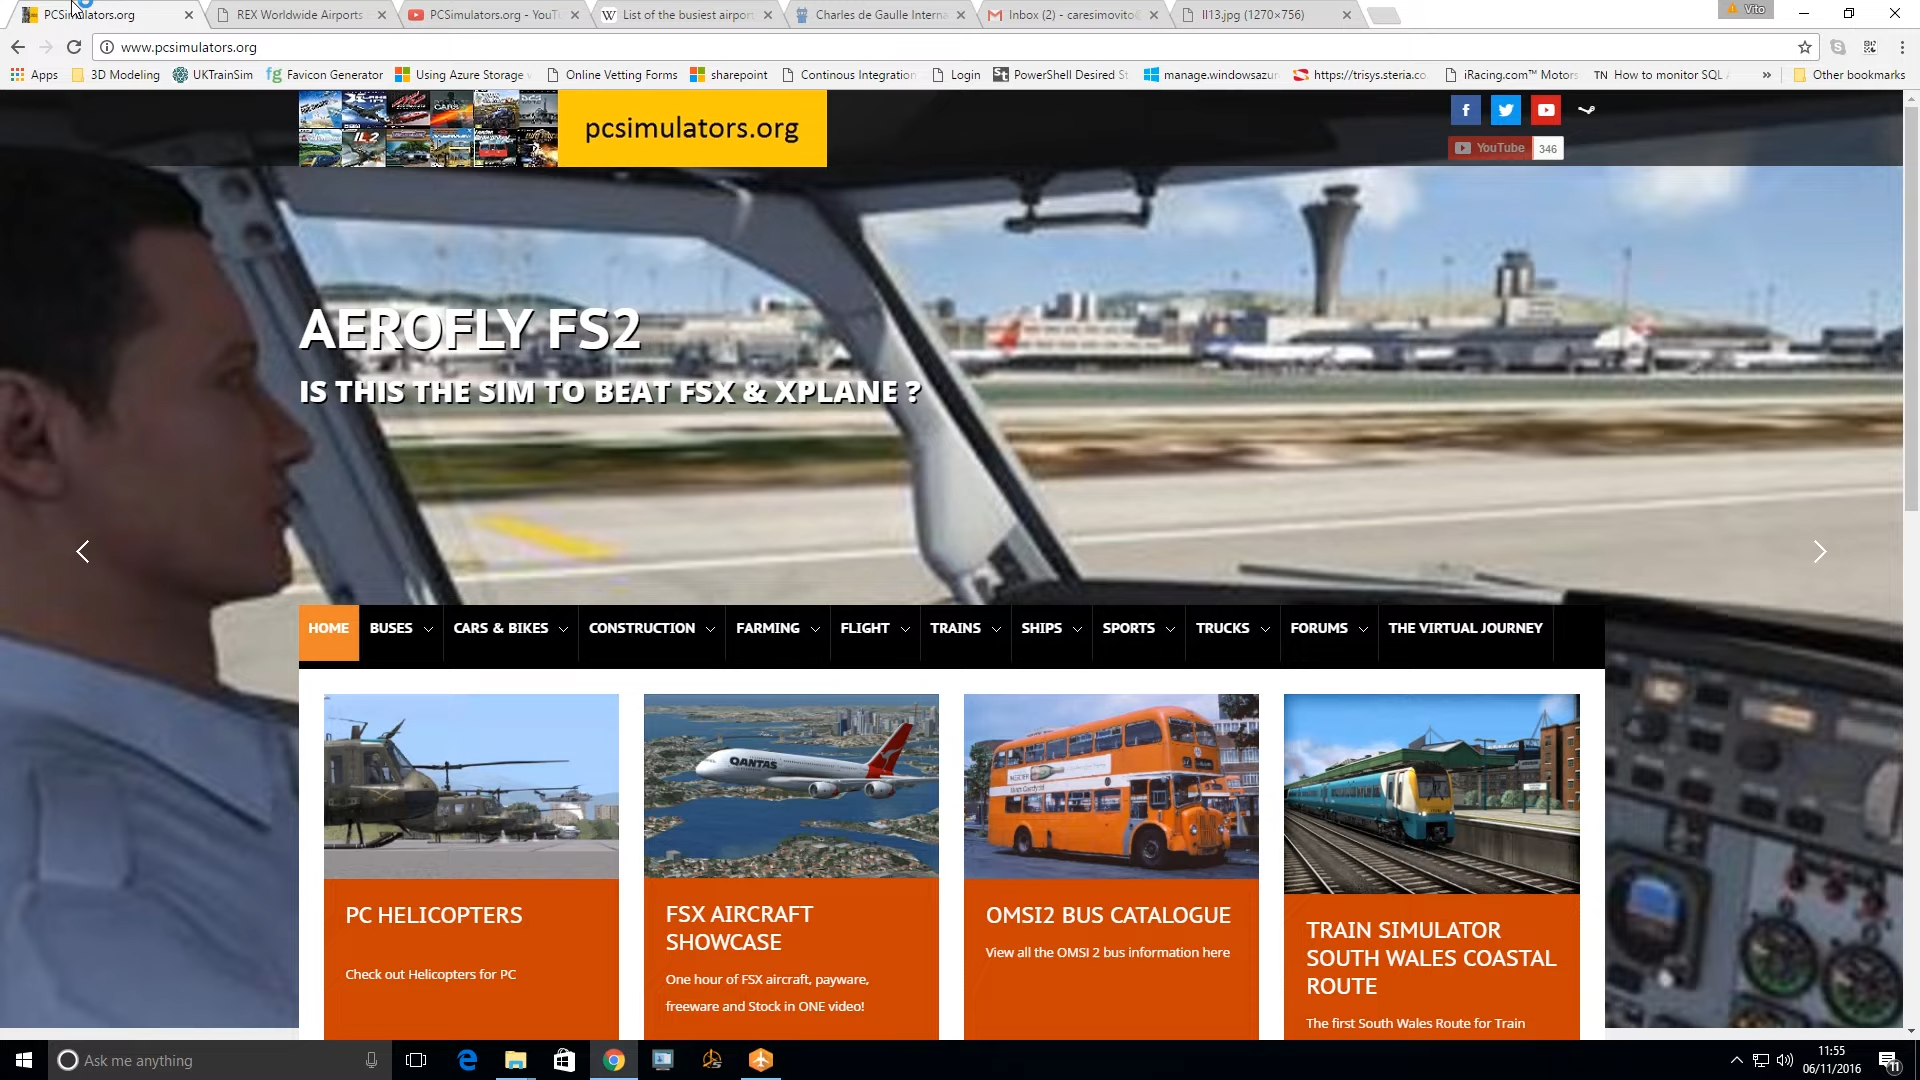 PCSimulators.org
REX Worldwide Airports
PCSimulators.org - YouTu
List of the busiest airport
Charles de Gaulle Interna
Inbox (2) - caresimovito@
ll13.jpg (1270×756)
Vito
www.pcsimulators.org
Apps
3D Modeling
UKTrainSim
Favicon Generator
Using Azure Storage
Online Vetting Forms
sharepoint
Continous Integration
Login
PowerShell Desired St
manage.windowsazur
https://trisys.steria.co
iRacing.com™ Motors
TN
How to monitor SQL
Other bookmarks
pcsimulators.org
YouTube
346
AEROFLY FS2
IS THIS THE SIM TO BEAT FSX & XPLANE ?
HOME
BUSES
CARS & BIKES
CONSTRUCTION
FARMING
FLIGHT
TRAINS
SHIPS
SPORTS
TRUCKS
FORUMS
THE VIRTUAL JOURNEY
QANTAS
PC HELICOPTERS
Check out Helicopters for PC
FSX AIRCRAFT
SHOWCASE
One hour of FSX aircraft, payware,
freeware and Stock in ONE video!
OMSI2 BUS CATALOGUE
View all the OMSI 2 bus information here
TRAIN SIMULATOR
SOUTH WALES COASTAL
ROUTE
The first South Wales Route for Train
Ask me anything
11:55
06/11/2016
11